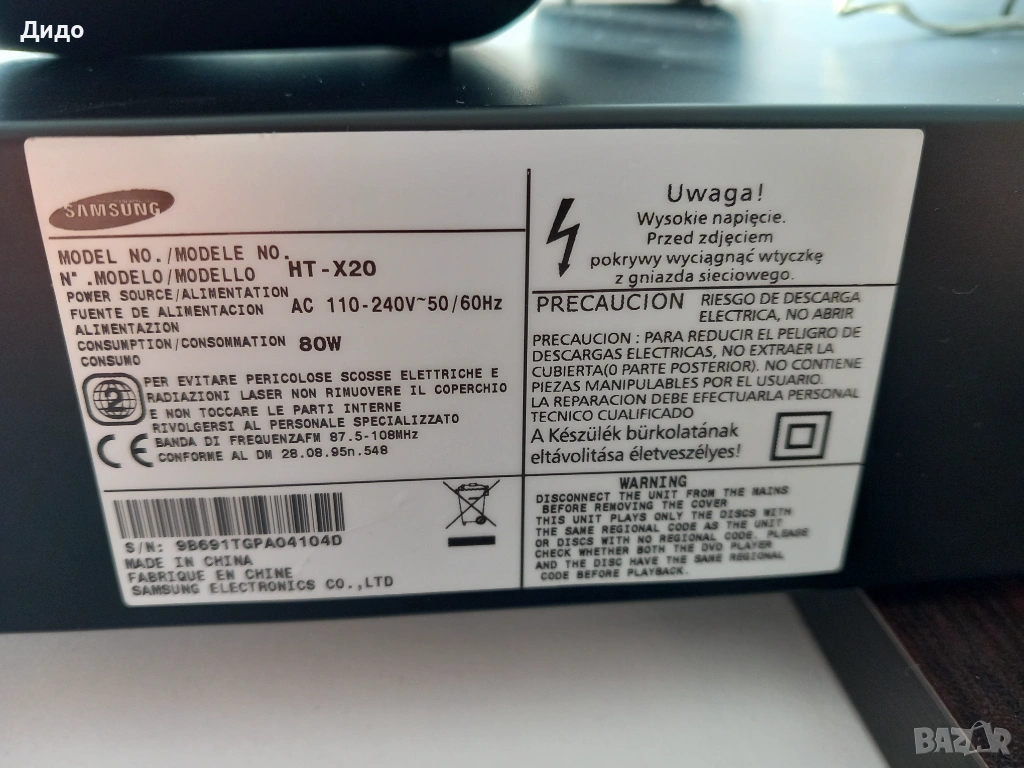 Дидо
SAMSUNG
MODEL NO./MODELE NO.
N°.MODELO/MODELLO HT-X20
POWER SOURCE/ALIMENTATION
FUENTE DE ALIMENTACION AC 110-240V~50/60Hz
ALIMENTAZION
CONSUMPTION/CONSOMMATION 80W
CONSUMO
2
PER EVITARE PERICOLOSE SCOSSE ELETTRICHE E
RADIAZIONI LASER NON RIMUOVERE IL COPERCHIO
E NON TOCCARE LE PARTI INTERNE
RIVOLGERSI AL PERSONALE SPECIALIZZATO
BANDA DI FREQUENZAFM 87.5-108MHz
CONFORME AL DM 28.08.95n.548
CE
S/N: 9B691TGPA04104D
MADE IN CHINA
FABRIQUE EN CHINE
SAMSUNG ELECTRONICS CO.,LTD
Uwaga!
Wysokie napięcie.
Przed zdjęciem
pokrywy wyciągnąć wtyczkę
z gniazda sieciowego.
PRECAUCION RIESGO DE DESCARGA
ELECTRICA, NO ABRIR
PRECAUCION : PARA REDUCIR EL PELIGRO DE
DESCARGAS ELECTRICAS, NO EXTRAER LA
CUBIERTA(0 PARTE POSTERIOR). NO CONTIENE
PIEZAS MANIPULABLES POR EL USUARIO.
LA REPARACION DEBE EFECTUARLA PERSONAL
TECNICO CUALIFICADO
A Készülék bürkolatának
eltávolitása életveszélyes!
WARNING
DISCONNECT THE UNIT FROM THE MAINS
BEFORE REMOVING THE COVER
THIS UNIT PLAYS ONLY THE DISCS WITH
THE SAME REGIONAL CODE AS THE UNIT
OR DISCS WITH NO REGIONAL CODE. PLEASE
CHECK WHETHER BOTH THE DVD PLAYER
AND THE DISC HAVE THE SAME REGIONAL
CODE BEFORE PLAYBACK.
BAZAR